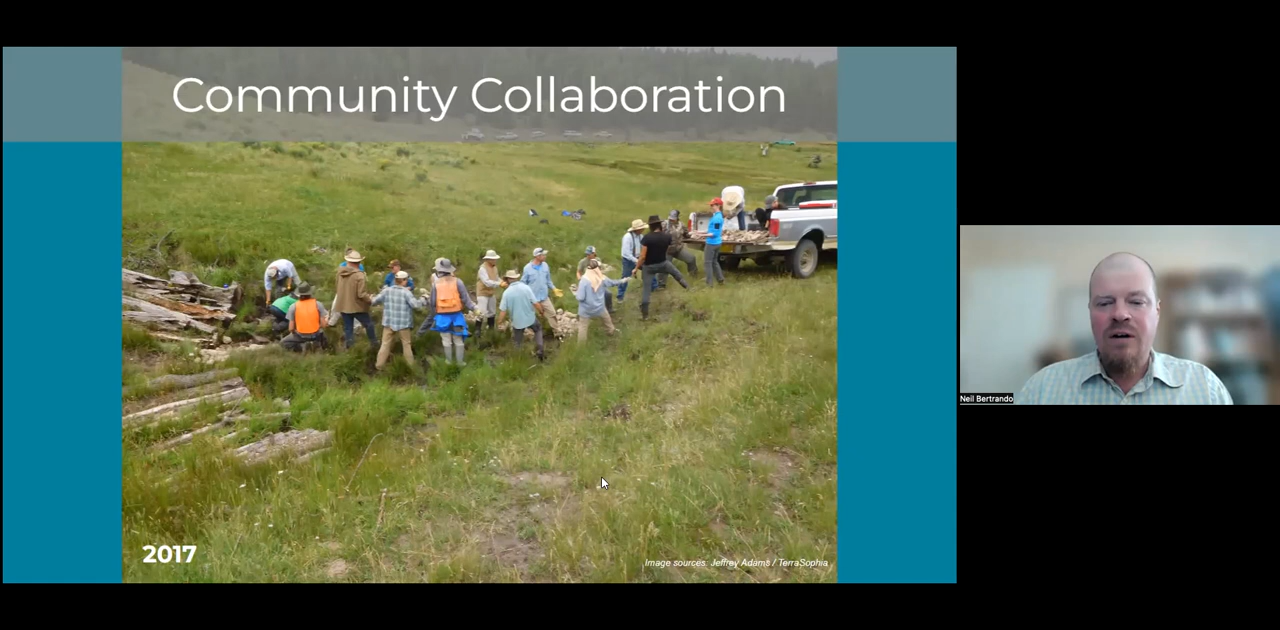 Community Collaboration
2017
Image sources: Jeffrey Adams / TerraSophia
Neil Bertrando